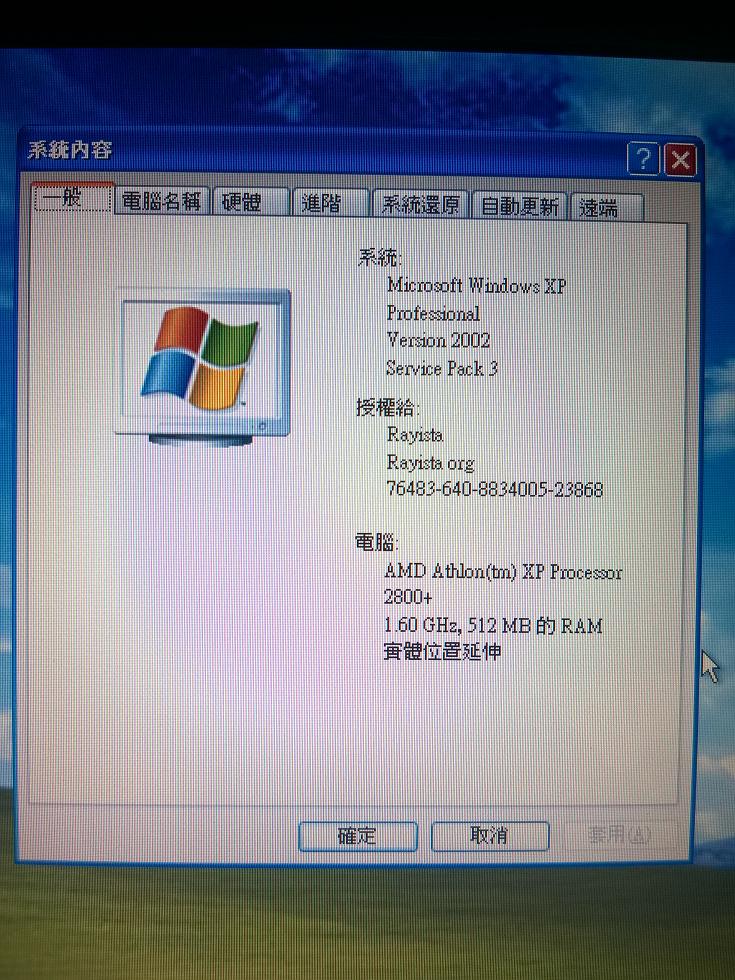 系統內容
一般 電腦名稱 硬體 進階 系統還原 自動更新 遠端
系統:
Microsoft Windows XP
Professional
Version 2002
Service Pack 3
授權給:
Rayista
Rayista org
76483-640-8834005-23868
電腦:
AMD Athlon(tm) XP Processor
2800+
1.60 GHz, 512 MB 的 RAM
實體位置延伸
確定 取消 套用(A)